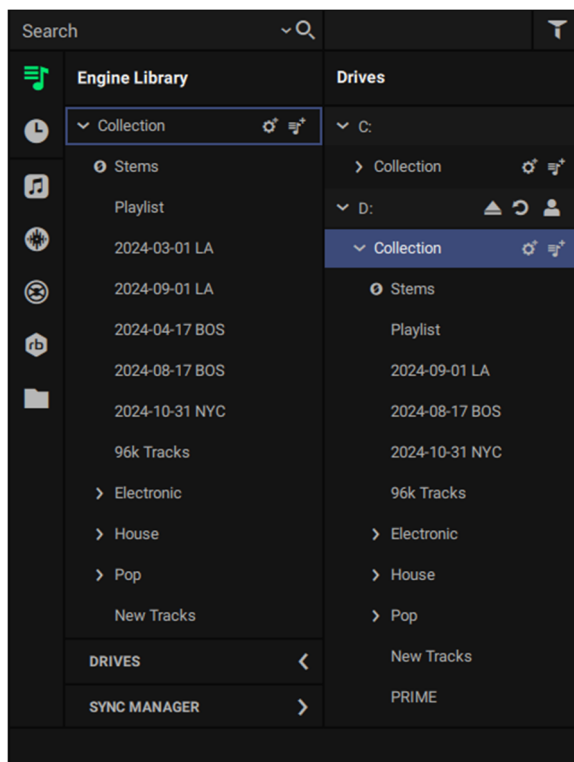 Search
Engine Library
Collection
Stems
Playlist
2024-03-01 LA
2024-09-01 LA
2024-04-17 BOS
2024-08-17 BOS
2024-10-31 NYC
96k Tracks
Electronic
House
Pop
New Tracks
DRIVES
SYNC MANAGER
rb
Drives
C:
Collection
D:
Collection
Stems
Playlist
2024-09-01 LA
2024-08-17 BOS
2024-10-31 NYC
96k Tracks
Electronic
House
Pop
New Tracks
PRIME